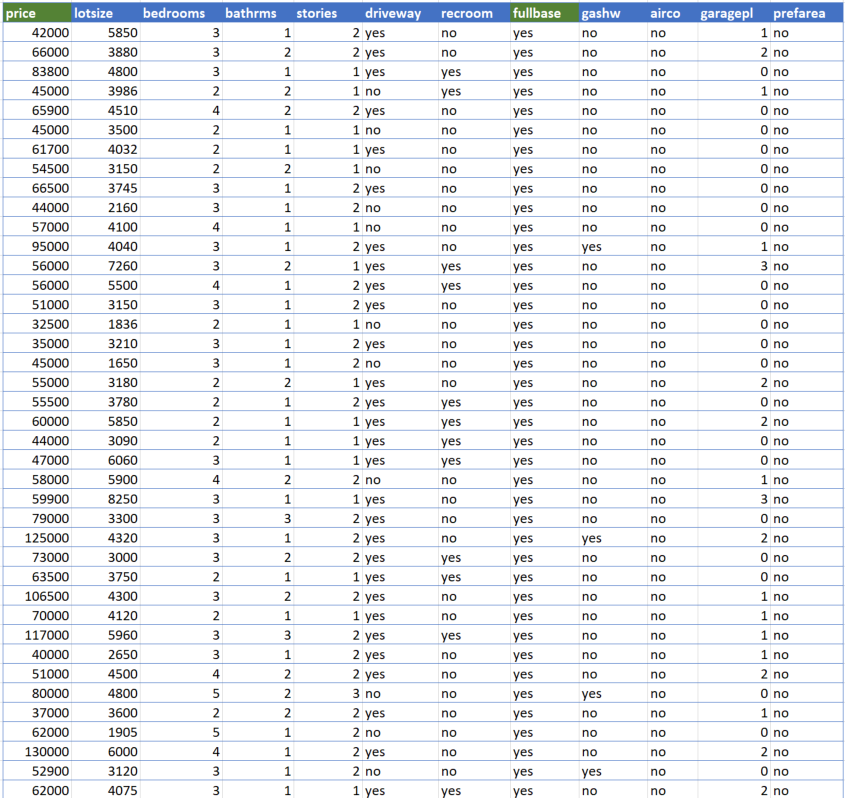 price lotsize bedrooms bathrms stories driveway recroom fullbase gashw airco garagepl prefarea
42000 5850 3 1 2 yes no yes no no 1 no
66000 3880 3 2 2 yes no yes no no 2 no
83800 4800 3 1 1 yes yes yes no no 0 no
45000 3986 2 2 1 no yes yes no no 1 no
65900 4510 4 2 2 yes no yes no no 0 no
45000 3500 2 1 1 no no yes no no 0 no
61700 4032 2 1 1 yes no yes no no 0 no
54500 3150 2 2 1 no no yes no no 0 no
66500 3745 3 1 2 yes no yes no no 0 no
44000 2160 3 1 2 no no yes no no 0 no
57000 4100 4 1 1 no no yes no no 0 no
95000 4040 3 1 2 yes no yes yes no 1 no
56000 7260 3 2 1 yes yes yes no no 3 no
56000 5500 4 1 2 yes yes yes no no 0 no
51000 3150 3 1 2 yes no yes no no 0 no
32500 1836 2 1 1 no no yes no no 0 no
35000 3210 3 1 2 yes no yes no no 0 no
45000 1650 3 1 2 no no yes no no 0 no
55000 3180 2 2 1 yes no yes no no 2 no
55500 3780 2 1 2 yes yes yes no no 0 no
60000 5850 2 1 1 yes yes yes no no 2 no
44000 3090 2 1 1 yes yes yes no no 0 no
47000 6060 3 1 1 yes yes yes no no 0 no
58000 5900 4 2 2 no no yes no no 1 no
59900 8250 3 1 1 yes no yes no no 3 no
79000 3300 3 3 2 yes no yes no no 0 no
125000 4320 3 1 2 yes no yes yes no 2 no
73000 3000 3 2 2 yes yes yes no no 0 no
63500 3750 2 1 1 yes yes yes no no 0 no
106500 4300 3 2 2 yes no yes no no 1 no
70000 4120 2 1 1 yes no yes no no 1 no
117000 5960 3 3 2 yes yes yes no no 1 no
40000 2650 3 1 2 yes no yes no no 1 no
51000 4500 4 2 2 yes no yes no no 2 no
80000 4800 5 2 3 no no yes yes no 0 no
37000 3600 2 2 2 yes no yes no no 1 no
62000 1905 5 1 2 no no yes no no 0 no
130000 6000 4 1 2 yes no yes no no 2 no
52900 3120 3 1 2 no no yes yes no 0 no
62000 4075 3 1 1 yes yes yes no no 2 no